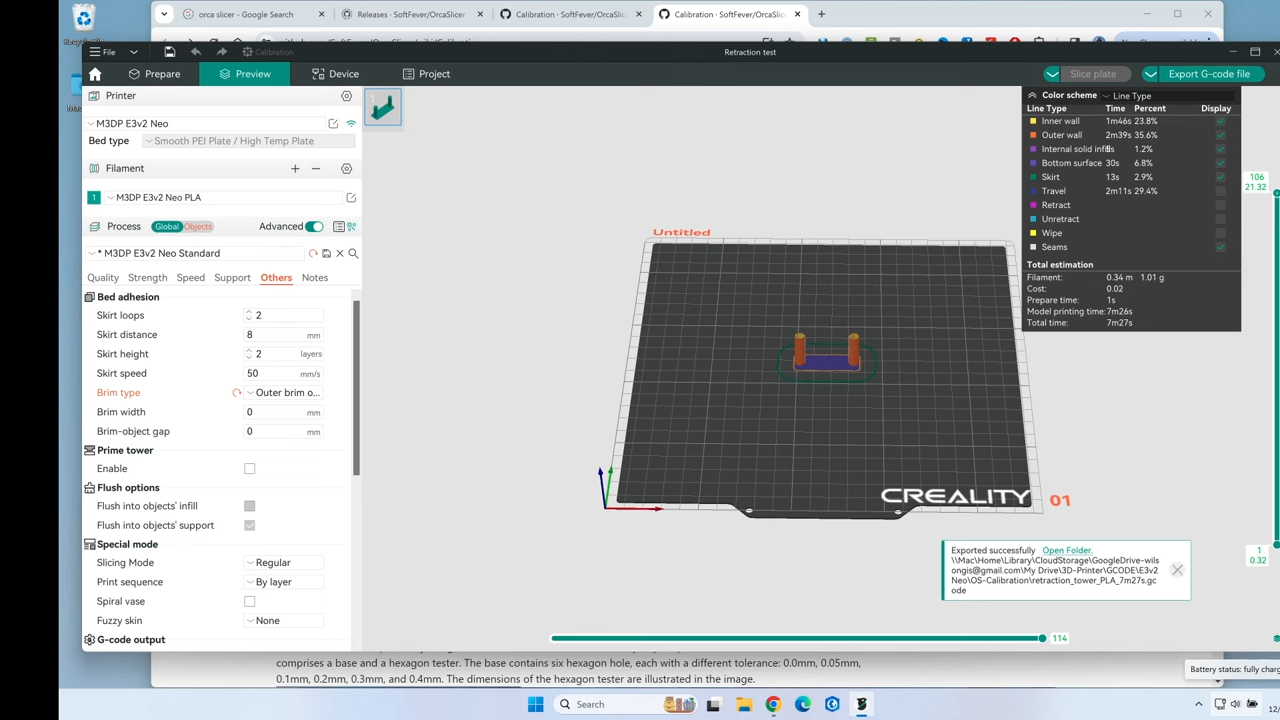 orca slicer - Google Search
Releases · SoftFever/OrcaSlicer
Calibration · SoftFever/OrcaSlic
Calibration · SoftFever/OrcaSlic
File
Calibration
Retraction test
Prepare
Preview
Device
Project
Slice plate
Export G-code file
Printer
M3DP E3v2 Neo
Bed type
Smooth PEI Plate / High Temp Plate
Filament
1
M3DP E3v2 Neo PLA
Process
Global
Objects
Advanced
* M3DP E3v2 Neo Standard
Quality
Strength
Speed
Support
Others
Notes
Bed adhesion
Skirt loops 2
Skirt distance 8 mm
Skirt height 2 layers
Skirt speed 50 mm/s
Brim type Outer brim o...
Brim width 0 mm
Brim-object gap 0 mm
Prime tower
Enable
Flush options
Flush into objects' infill
Flush into objects' support
Special mode
Slicing Mode Regular
Print sequence By layer
Spiral vase
Fuzzy skin None
G-code output
Untitled
CREALITY
01
Color scheme Line Type
Line Type Time Percent Display
Inner wall 1m46s 23.8%
Outer wall 2m39s 35.6%
Internal solid infill 1.2%
Bottom surface 30s 6.8%
Skirt 13s 2.9%
Travel 2m11s 29.4%
Retract
Unretract
Wipe
Seams
Total estimation
Filament: 0.34 m 1.01 g
Cost: 0.02
Prepare time: 1s
Model printing time: 7m26s
Total time: 7m27s
106
21.32
1
0.32
Exported successfully Open Folder.
\\Mac\Home\Library\CloudStorage\GoogleDrive-wils
ongis@gmail.com\My Drive\3D-Printer\GCODE\E3v2
Neo\OS-Calibration\retraction_tower_PLA_7m27s.gc
ode
114
comprises a base and a hexagon tester. The base contains six hexagon hole, each with a different tolerance: 0.0mm, 0.05mm,
0.1mm, 0.2mm, 0.3mm, and 0.4mm. The dimensions of the hexagon tester are illustrated in the image.
Battery status: fully charg
Search
12/